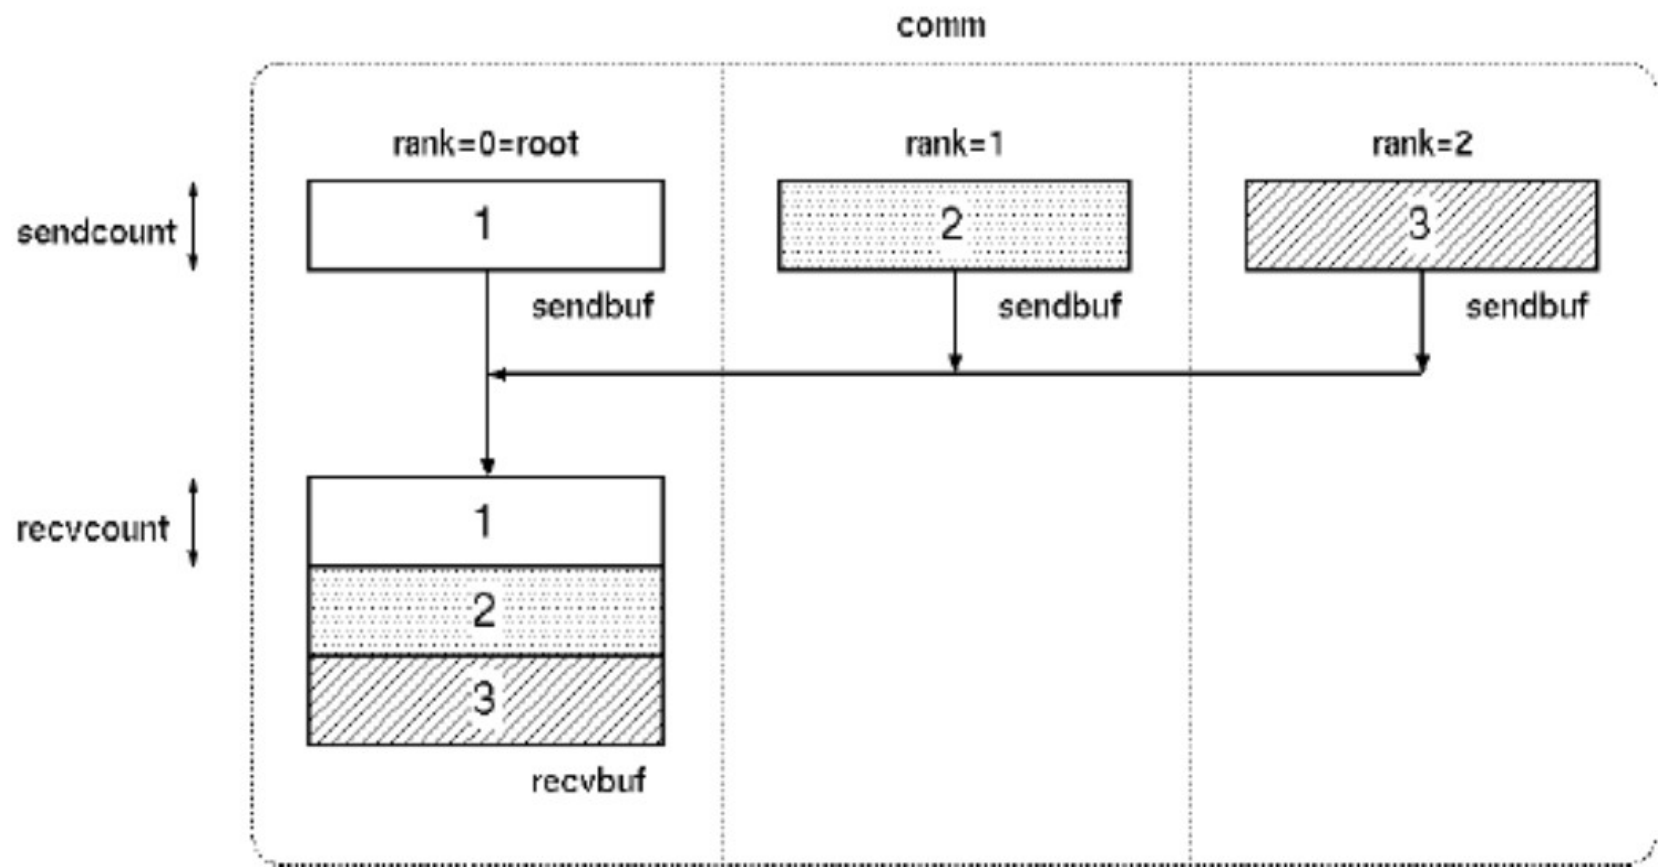 comm
rank=0=root
rank=1
rank=2
sendcount
1
2
3
sendbuf
sendbuf
sendbuf
recvcount
1
2
3
recvbuf